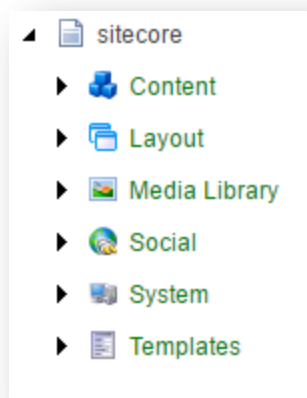 sitecore
Content
Layout
Media Library
Social
System
Templates